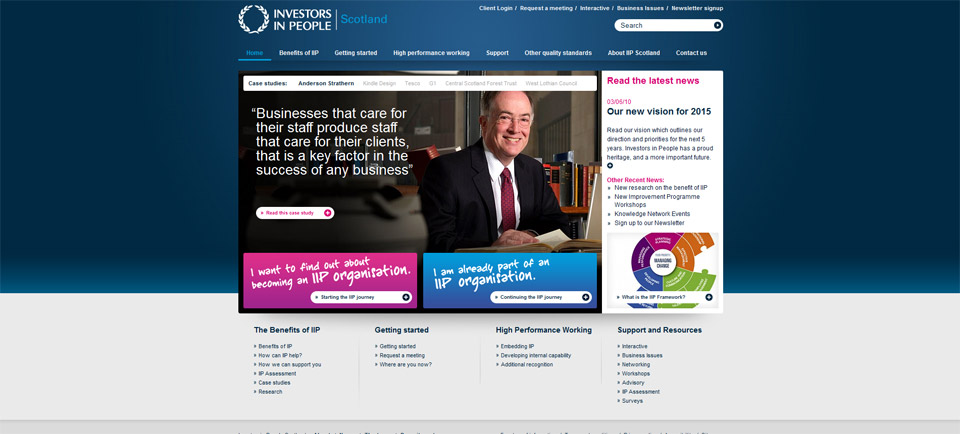 INVESTORS
IN PEOPLE
Scotland
Client Login / Request a meeting / Interactive / Business Issues / Newsletter signup
Search
Home Benefits of IIP Getting started High performance working Support Other quality standards About IIP Scotland Contact us
Case studies: Anderson Strathern Kindle Design Tesco G1 Central Scotland Forest Trust West Lothian Council
“Businesses that care for
their staff produce staff
that care for their clients,
that is a key factor in the
success of any business”
» Read this case study
I want to find out about
becoming an IIP organisation.
» Starting the IIP journey
I am already part of an
IIP organisation.
» Continuing the IIP journey
Read the latest news
03/06/10
Our new vision for 2015
Read our vision which outlines our
direction and priorities for the next 5
years. Investors in People has a proud
heritage, and a more important future.
Other Recent News:
» New research on the benefit of IIP
» New Improvement Programme
Workshops
» Knowledge Network Events
» Sign up to our Newsletter
STRATEGIC
PLANNING
MANAGING
CHANGE
» What is the IIP Framework?
The Benefits of IIP
» Benefits of IIP
» How can IIP help?
» How we can support you
» IIP Assessment
» Case studies
» Research
Getting started
» Getting started
» Request a meeting
» Where are you now?
High Performance Working
» Embedding IIP
» Developing internal capability
» Additional recognition
Support and Resources
» Interactive
» Business Issues
» Networking
» Workshops
» Advisory
» IIP Assessment
» Surveys